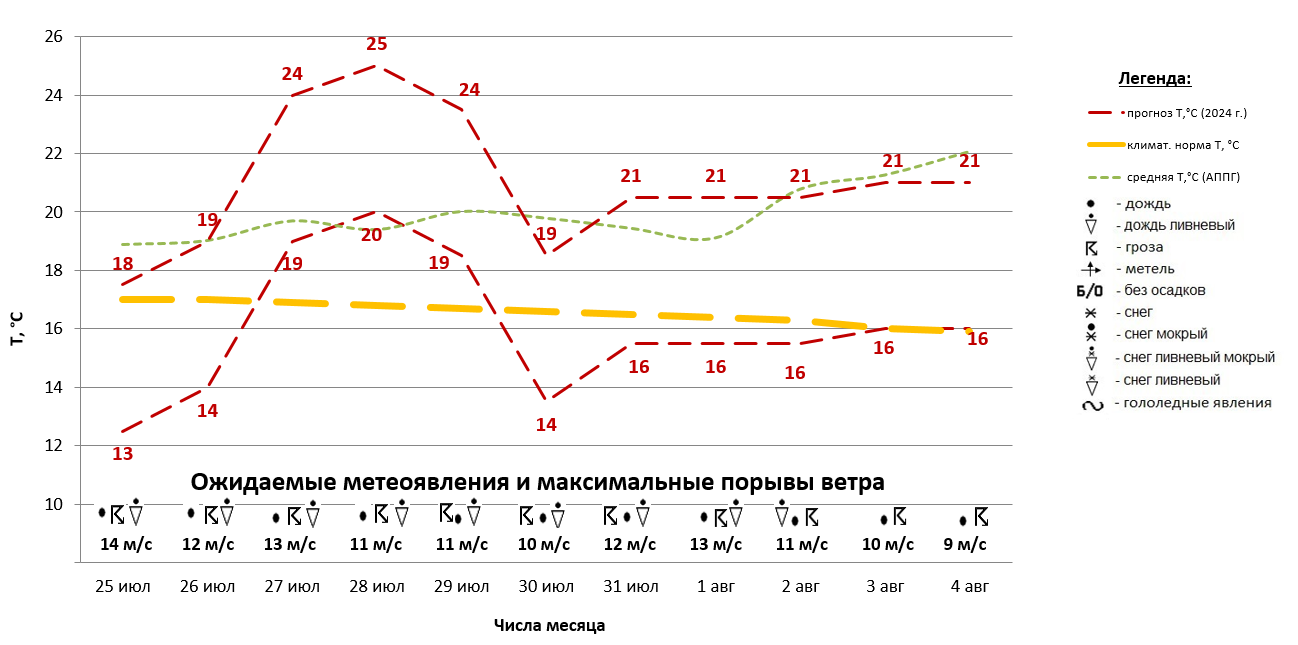 26
24
22
20
18
16
14
12
10
T, °C
18
19
24
25
24
19
21
21
21
21
21
13
14
19
20
19
14
16
16
16
16
16
Ожидаемые метеоявления и максимальные порывы ветра
14 м/с 12 м/с 13 м/с 11 м/с 11 м/с 10 м/с 12 м/с 13 м/с 11 м/с 10 м/с 9 м/с
25 июл 26 июл 27 июл 28 июл 29 июл 30 июл 31 июл 1 авг 2 авг 3 авг 4 авг
Числа месяца
Легенда:
прогноз Т,°С (2024 г.)
климат. норма Т, °С
средняя Т,°С (АППГ)
- дождь
- дождь ливневый
- гроза
- метель
Б/О - без осадков
- снег
- снег мокрый
- снег ливневый мокрый
- снег ливневый
- гололедные явления